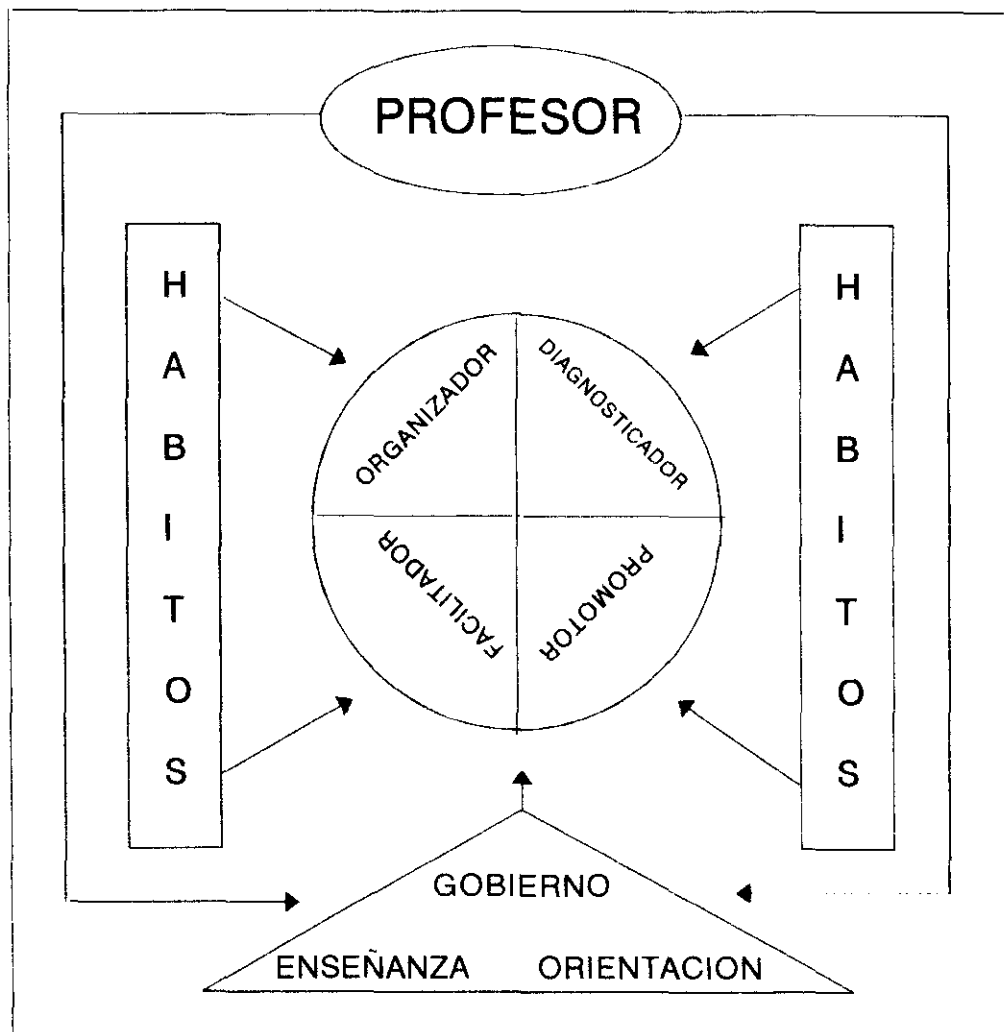 PROFESOR
HABITOS
ORGANIZADOR
DIAGNOSTICADOR
FACILITADOR
PROMOTOR
HABITOS
GOBIERNO
ENSEÑANZA ORIENTACION